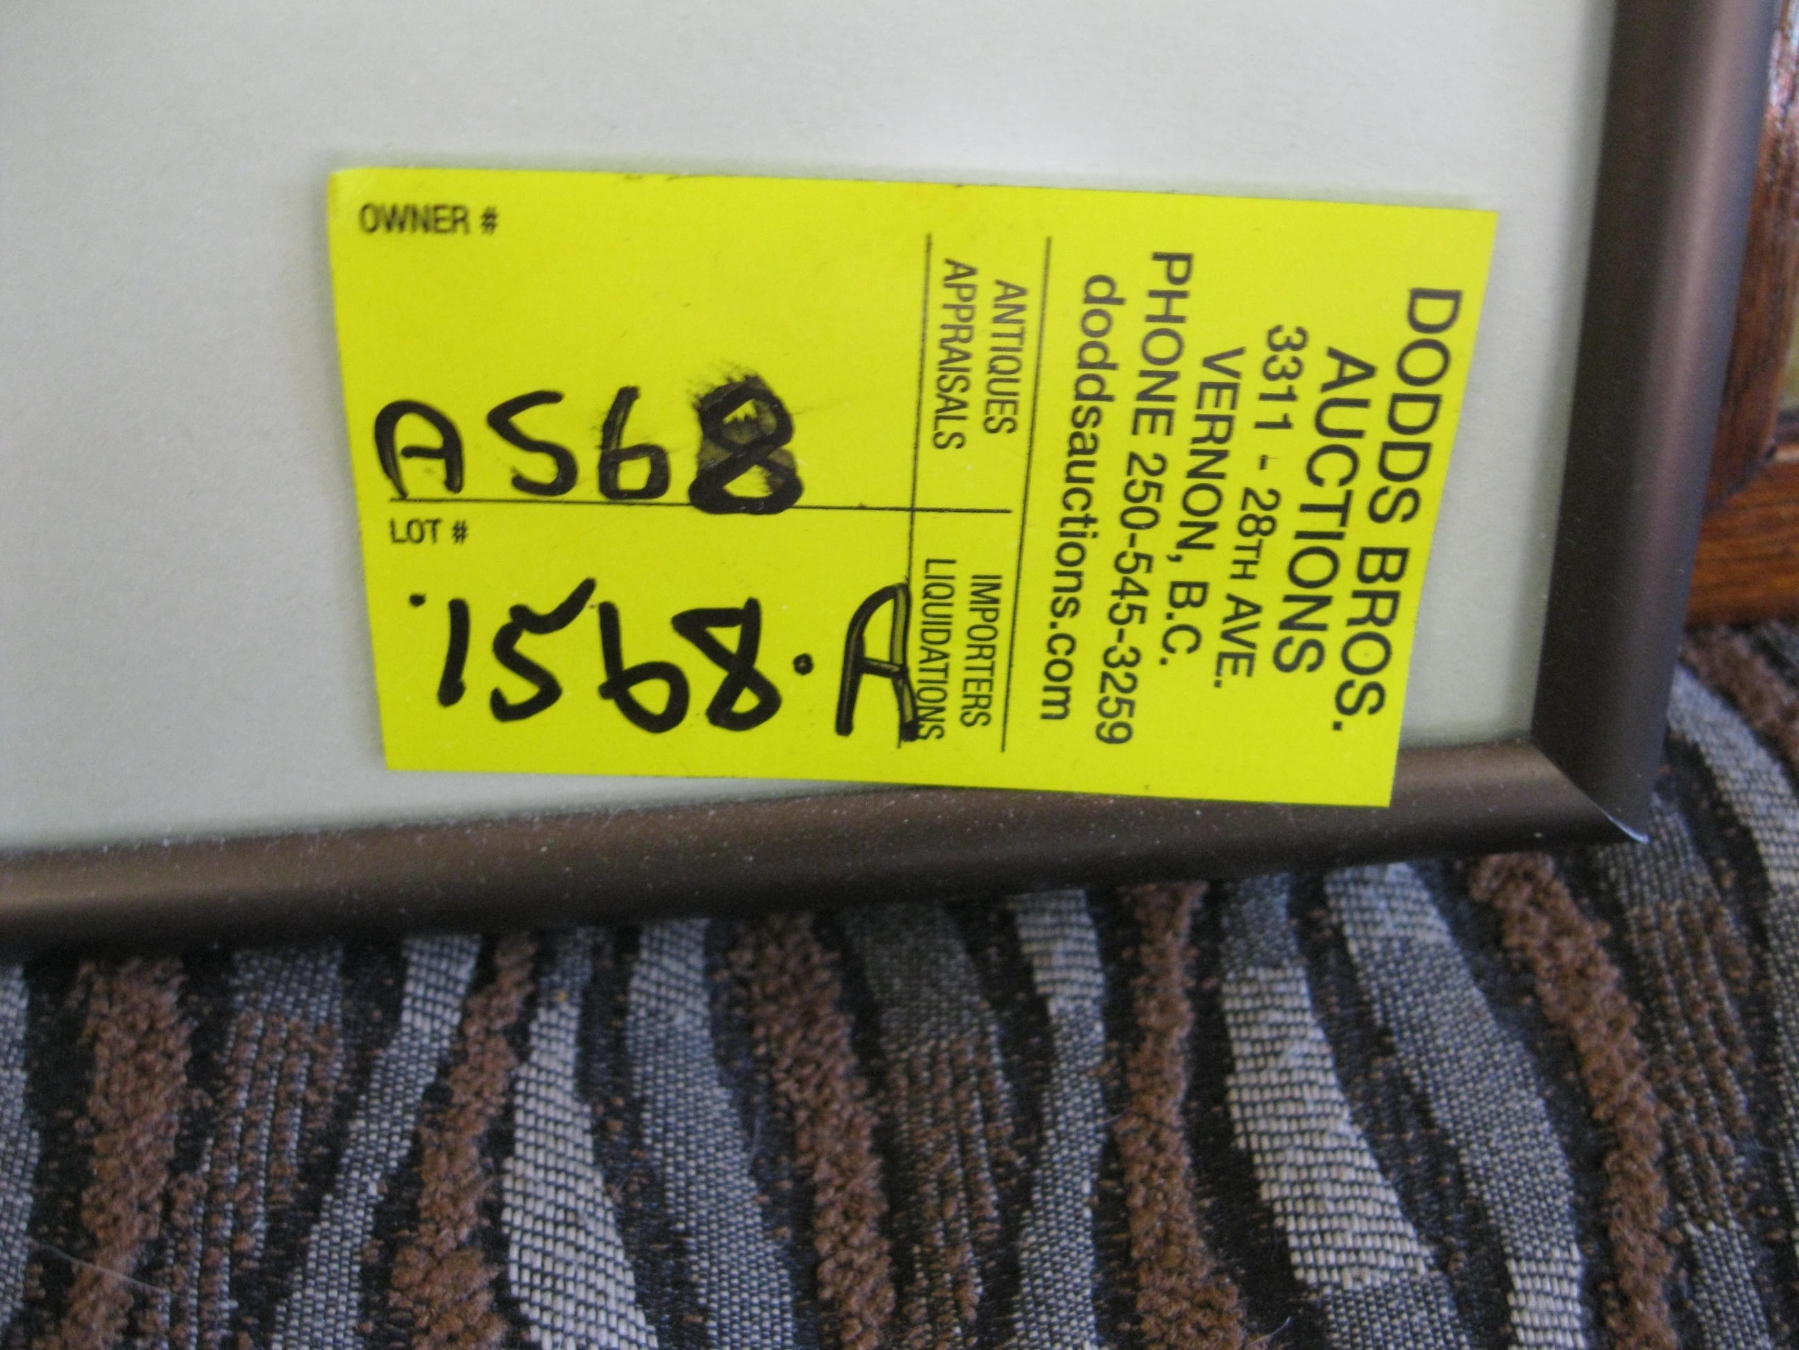 DODDS BROS.
AUCTIONS
3311 - 28TH AVE.
VERNON, B.C.
PHONE 250-545-3259
doddsauctions.com
ANTIQUES
APPRAISALS
IMPORTERS
LIQUIDATIONS
OWNER #
A568
LOT #
1568.A